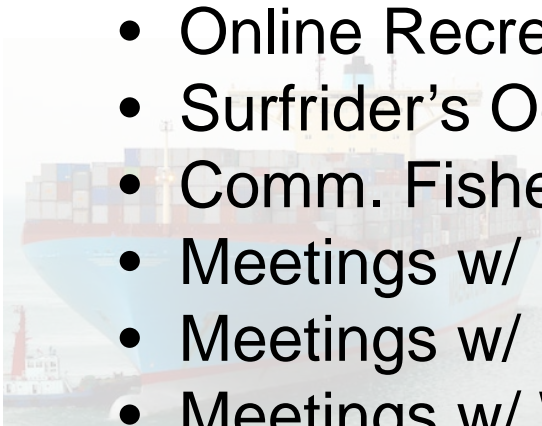 • Online Recre
• Surfrider’s O
• Comm. Fishe
• Meetings w/
• Meetings w/
• Meetings w/